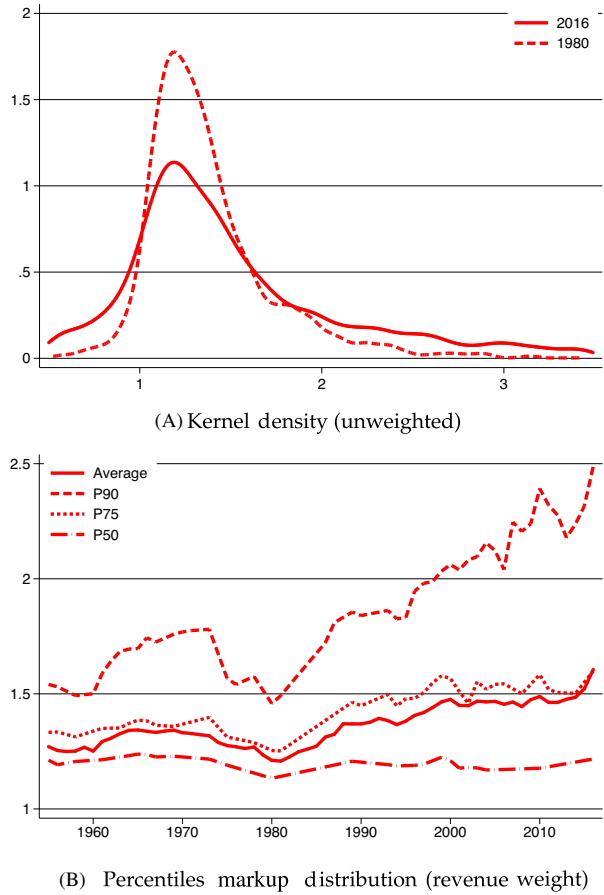 2
2016
1980
1.5
1
.5
0
1 2 3
(A) Kernel density (unweighted)
2.5
Average
P90
P75
P50
2
1.5
1
1960 1970 1980 1990 2000 2010
(B) Percentiles markup distribution (revenue weight)